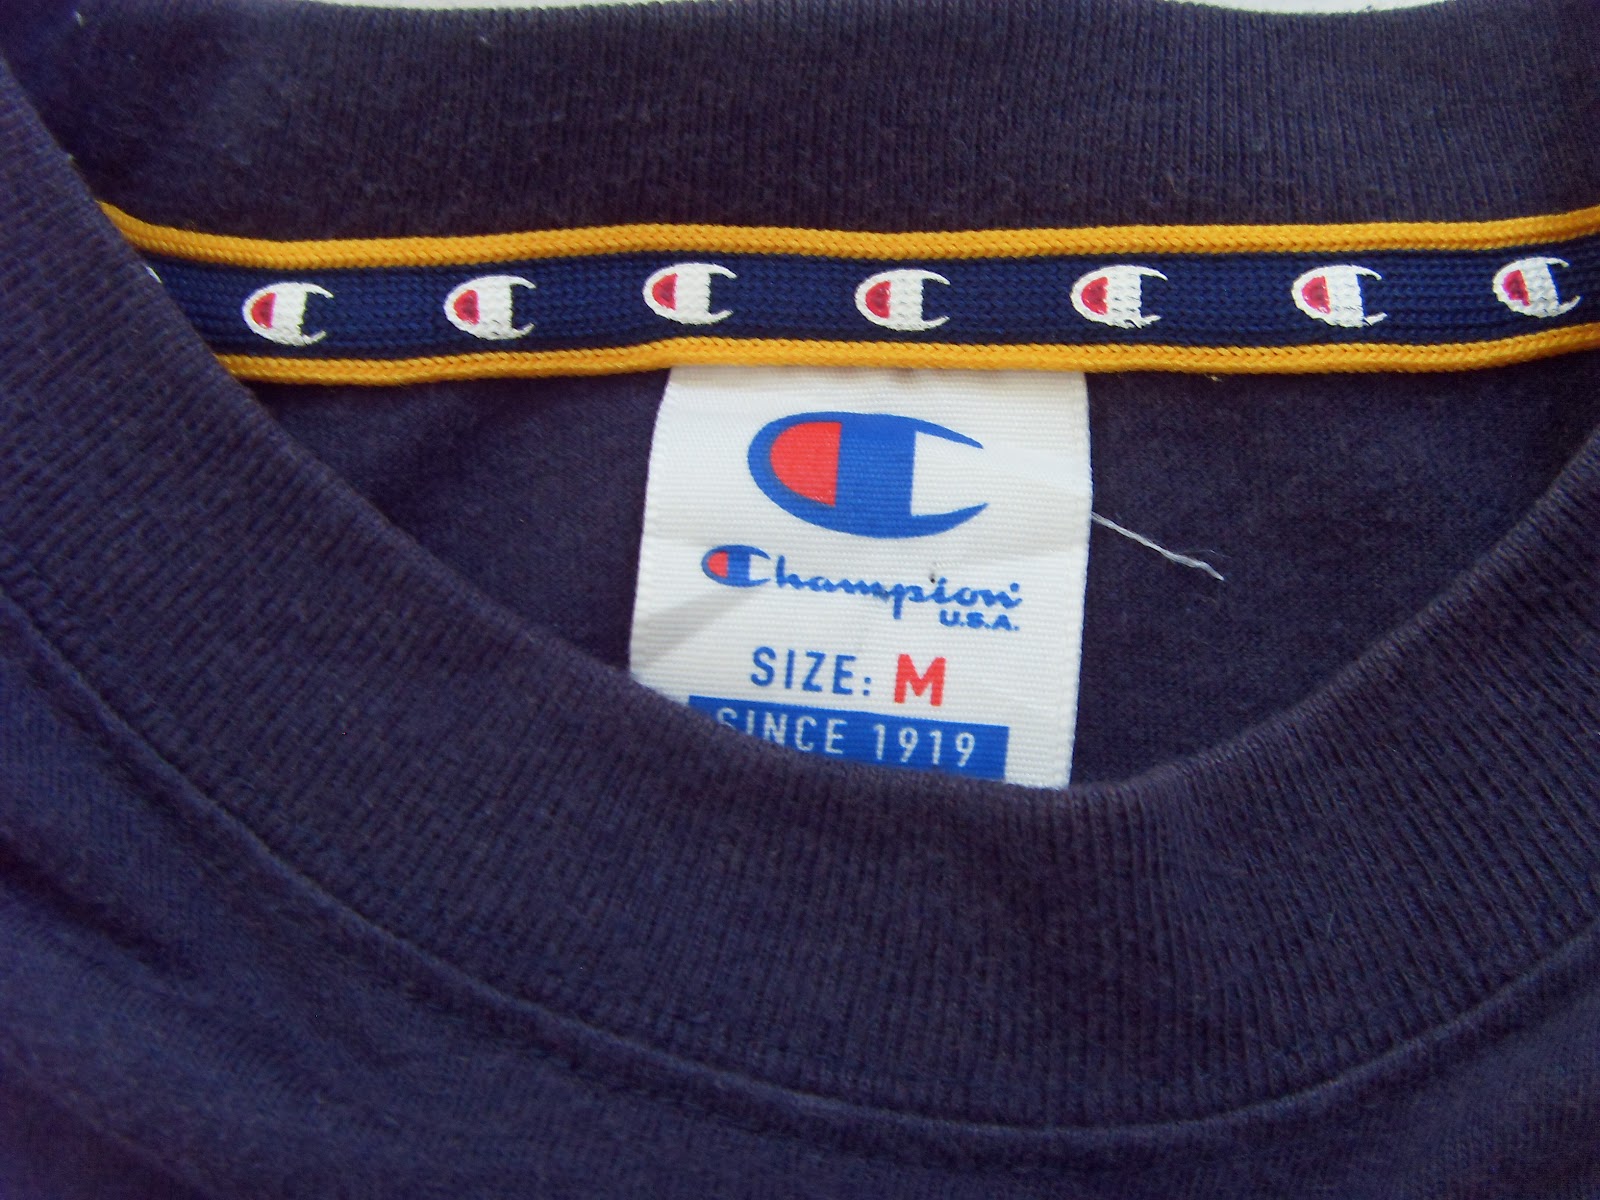 Champion
U.S.A.
SIZE: M
SINCE 1919